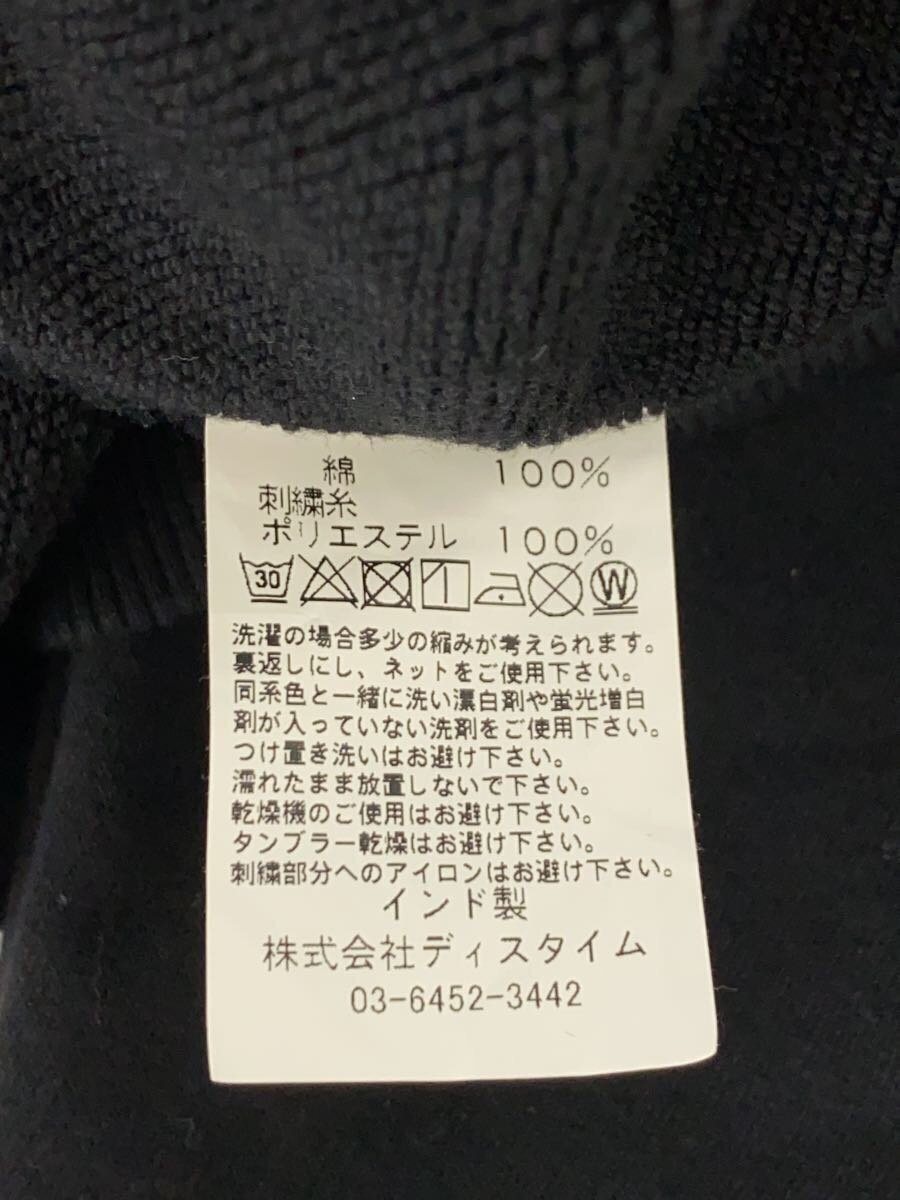 綿 100%
刺繍糸
ポリエステル 100%
30 W
洗濯の場合多少の縮みが考えられます。
裏返しにし、ネットをご使用下さい。
同系色と一緒に洗い漂白剤や蛍光増白
剤が入っていない洗剤をご使用下さい。
つけ置き洗いはお避け下さい。
濡れたまま放置しないで下さい。
乾燥機のご使用はお避け下さい。
タンブラー乾燥はお避け下さい。
刺繍部分へのアイロンはお避け下さい。
インド製
株式会社ディスタイム
03-6452-3442